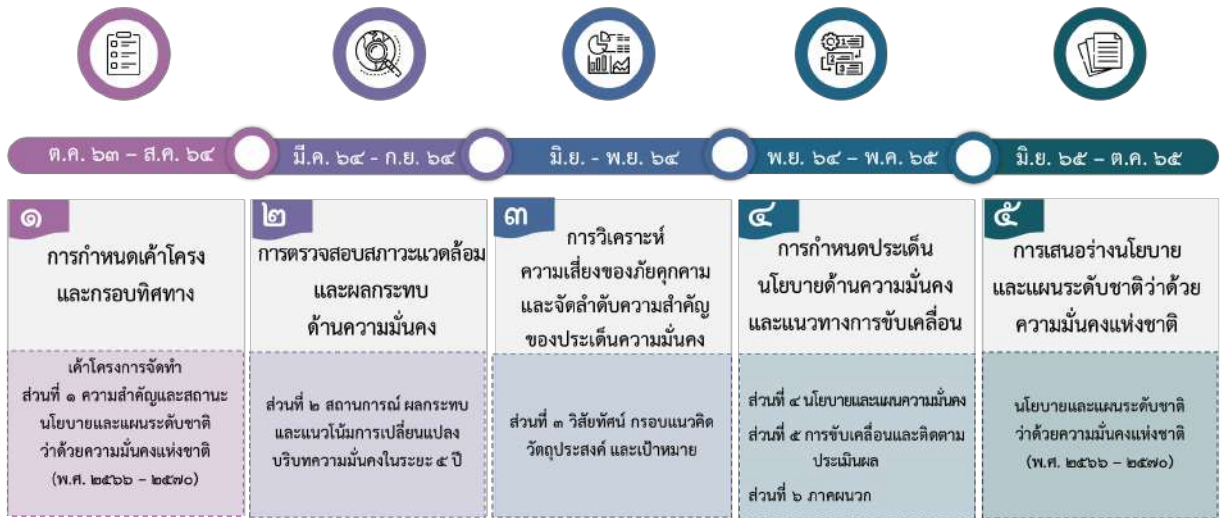 ต.ค. ๖๓ – ส.ค. ๖๔
มี.ค. ๖๔ - ก.ย. ๖๔
มิ.ย. - พ.ย. ๖๔
พ.ย. ๖๔ – พ.ค. ๖๕
มิ.ย. ๖๕ – ต.ค. ๖๕
๑
การกำหนดเค้าโครง
และกรอบทิศทาง
เค้าโครงการจัดทำ
ส่วนที่ ๑ ความสำคัญและสถานะ
นโยบายและแผนระดับชาติ
ว่าด้วยความมั่นคงแห่งชาติ
(พ.ศ. ๒๕๖๖ – ๒๕๗๐)
๒
การตรวจสอบสภาวะแวดล้อม
และผลกระทบ
ด้านความมั่นคง
ส่วนที่ ๒ สถานการณ์ ผลกระทบ
และแนวโน้มการเปลี่ยนแปลง
บริบทความมั่นคงในระยะ ๕ ปี
๓
การวิเคราะห์
ความเสี่ยงของภัยคุกคาม
และจัดลำดับความสำคัญ
ของประเด็นความมั่นคง
ส่วนที่ ๓ วิสัยทัศน์ กรอบแนวคิด
วัตถุประสงค์ และเป้าหมาย
๔
การกำหนดประเด็น
นโยบายด้านความมั่นคง
และแนวทางการขับเคลื่อน
ส่วนที่ ๔ นโยบายและแผนความมั่นคง
ส่วนที่ ๕ การขับเคลื่อนและติดตาม
ประเมินผล
ส่วนที่ ๖ ภาคผนวก
๕
การเสนอร่างนโยบาย
และแผนระดับชาติว่าด้วย
ความมั่นคงแห่งชาติ
นโยบายและแผนระดับชาติ
ว่าด้วยความมั่นคงแห่งชาติ
(พ.ศ. ๒๕๖๖ – ๒๕๗๐)